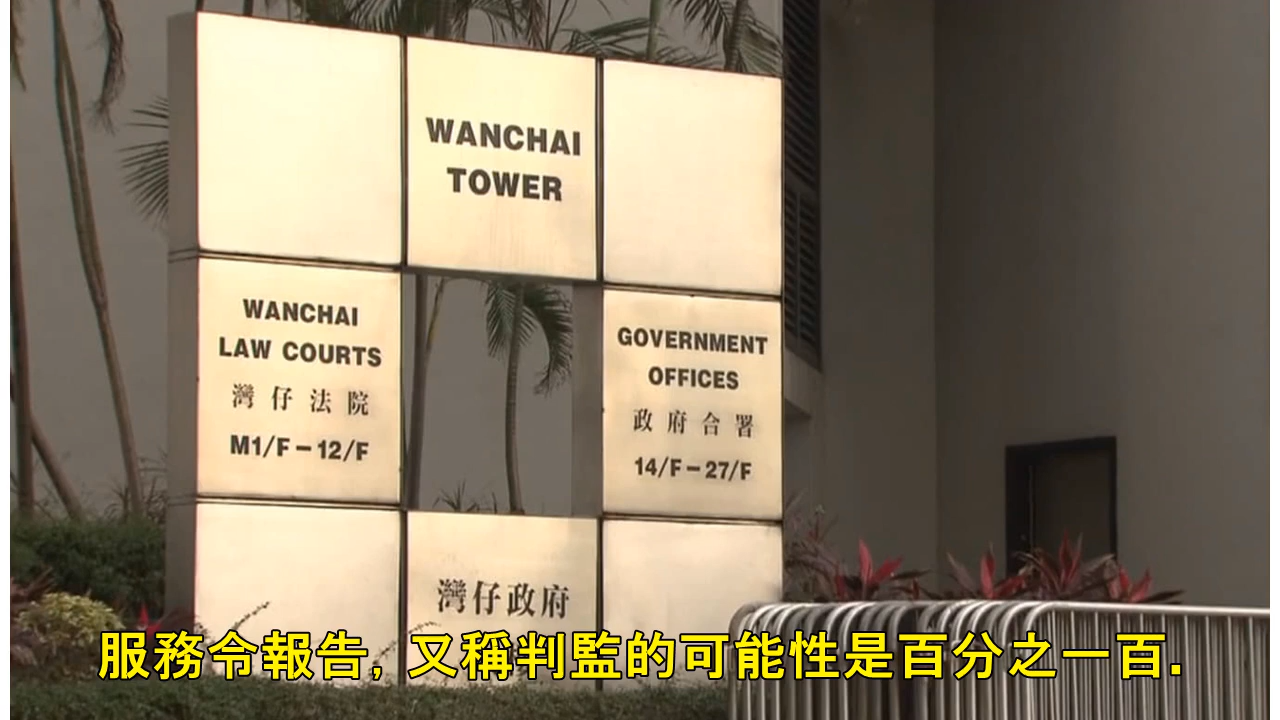 WANCHAI
TOWER
WANCHAI
LAW COURTS
灣仔法院
M1/F－12/F
GOVERNMENT
OFFICES
政府合署
14/F－27/F
灣仔政府
服務令報告, 又稱判監的可能性是百分之一百.